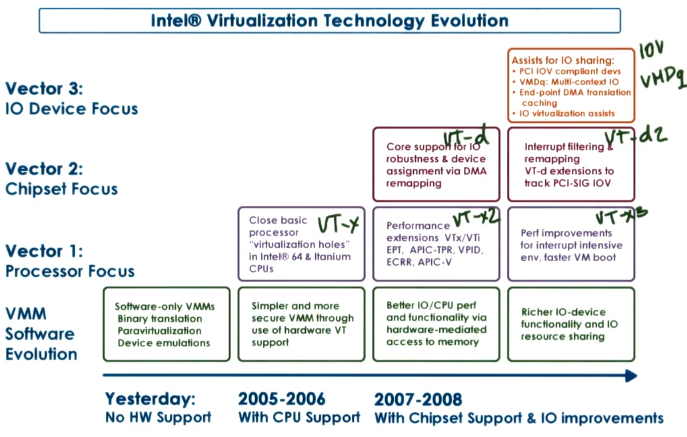 Intel® Virtualization Technology Evolution
Assists for IO sharing:
• PCI IOV compliant devs
• VMDq: Multi-context IO
• End-point DMA translation
caching
• IO virtualization assists
IOV
VMDq
Vector 3:
IO Device Focus
Vector 2:
Chipset Focus
Core support for IO
robustness & device
assignment via DMA
remapping
VT-d
Interrupt filtering &
remapping
VT-d extensions to
track PCI-SIG IOV
VT-d2
Vector 1:
Processor Focus
Close basic
processor
"virtualization holes"
in Intel® 64 & Itanium
CPUs
VT-x
Performance
extensions VTx/VTi
EPT, APIC-TPR, VPID,
ECRR, APIC-V
VT-x2
Perf improvements
for interrupt intensive
env, faster VM boot
VT-x3
VMM
Software
Evolution
Software-only VMMs
Binary translation
Paravirtualization
Device emulations
Simpler and more
secure VMM through
use of hardware VT
support
Better IO/CPU perf
and functionality via
hardware-mediated
access to memory
Richer IO-device
functionality and IO
resource sharing
Yesterday:
No HW Support
2005-2006
With CPU Support
2007-2008
With Chipset Support & IO improvements